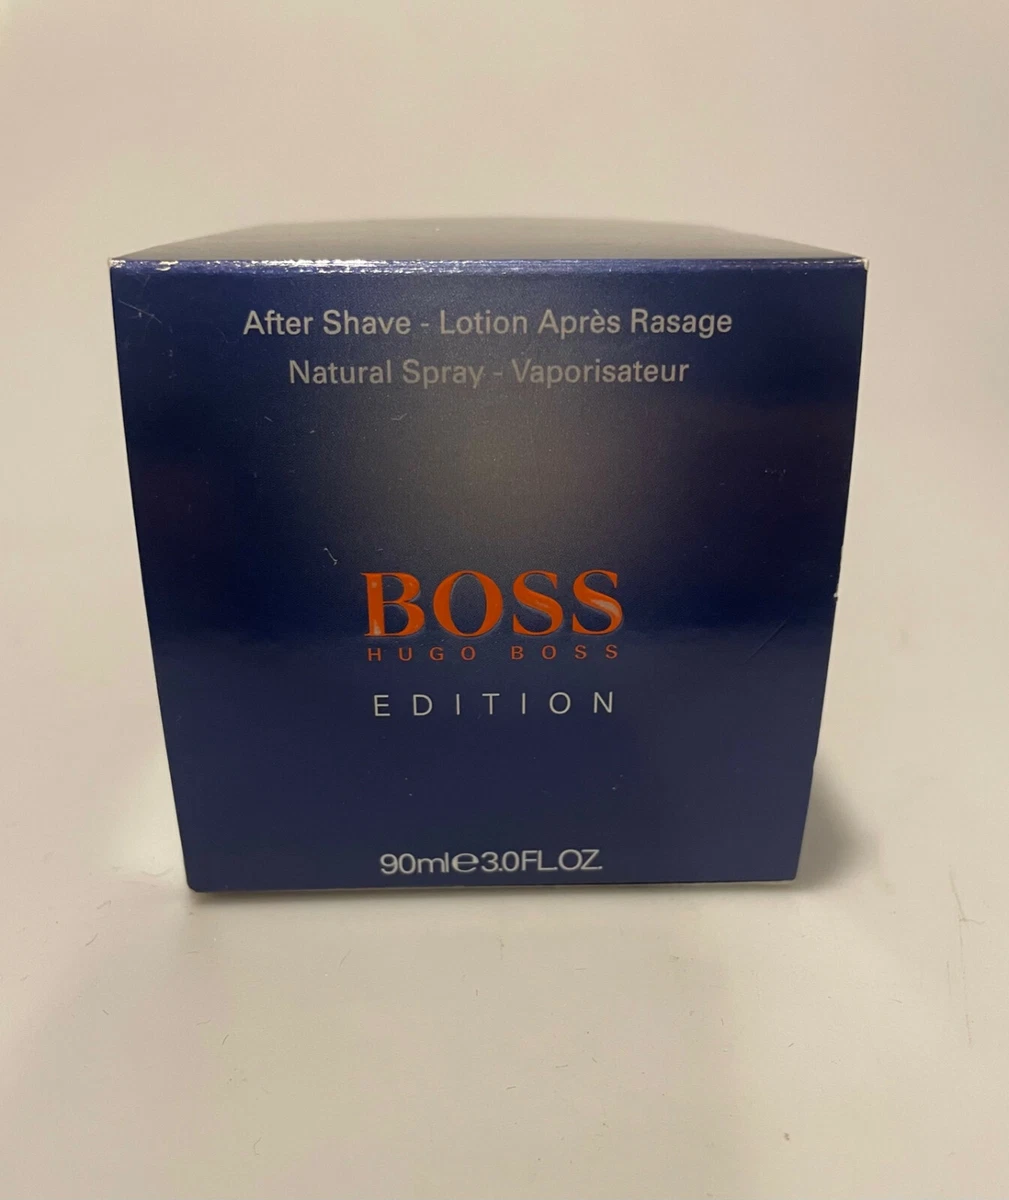 After Shave - Lotion Après Rasage
Natural Spray - Vaporisateur
BOSS
HUGO BOSS
EDITION
90ml℮3.0FL.OZ.